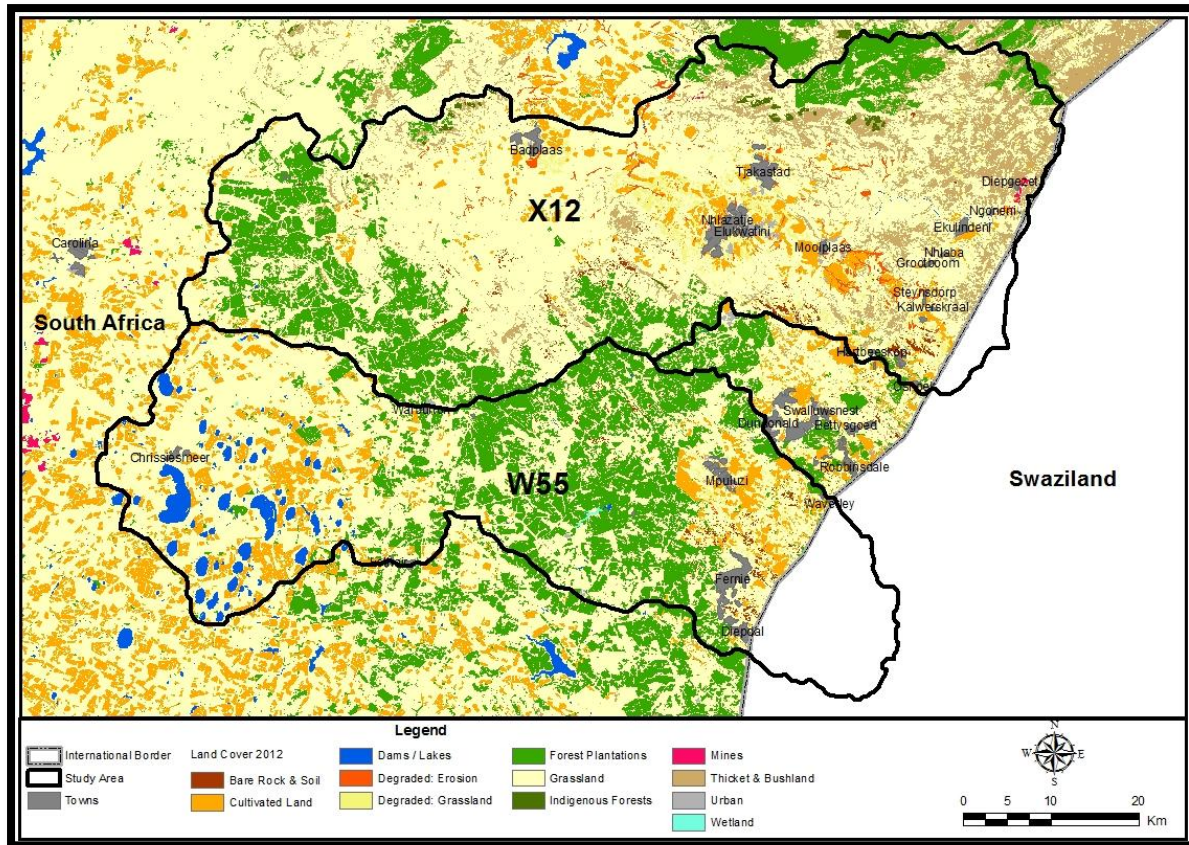 Badplaas
Tjakastad
X12
Diepgezet
Ngonini
Nhlazatje
Elukwatini
Ekulindeni
Carolina
Mooiplaas
Nhlaba
Grootboom
Steynsdorp
Kalwerskraal
South Africa
Hartbeeskop
Warburton
Swalluwsnest
Dundonald
Bettysgoed
Chrissiesmeer
Robbinsdale
W55
Mpuluzi
Swaziland
Waverley
Fernie
Diepdal
Legend
International Border
Study Area
Towns
Land Cover 2012
Bare Rock & Soil
Cultivated Land
Dams / Lakes
Degraded: Erosion
Degraded: Grassland
Forest Plantations
Grassland
Indigenous Forests
Mines
Thicket & Bushland
Urban
Wetland
N
W E
S
0 5 10 20
Km